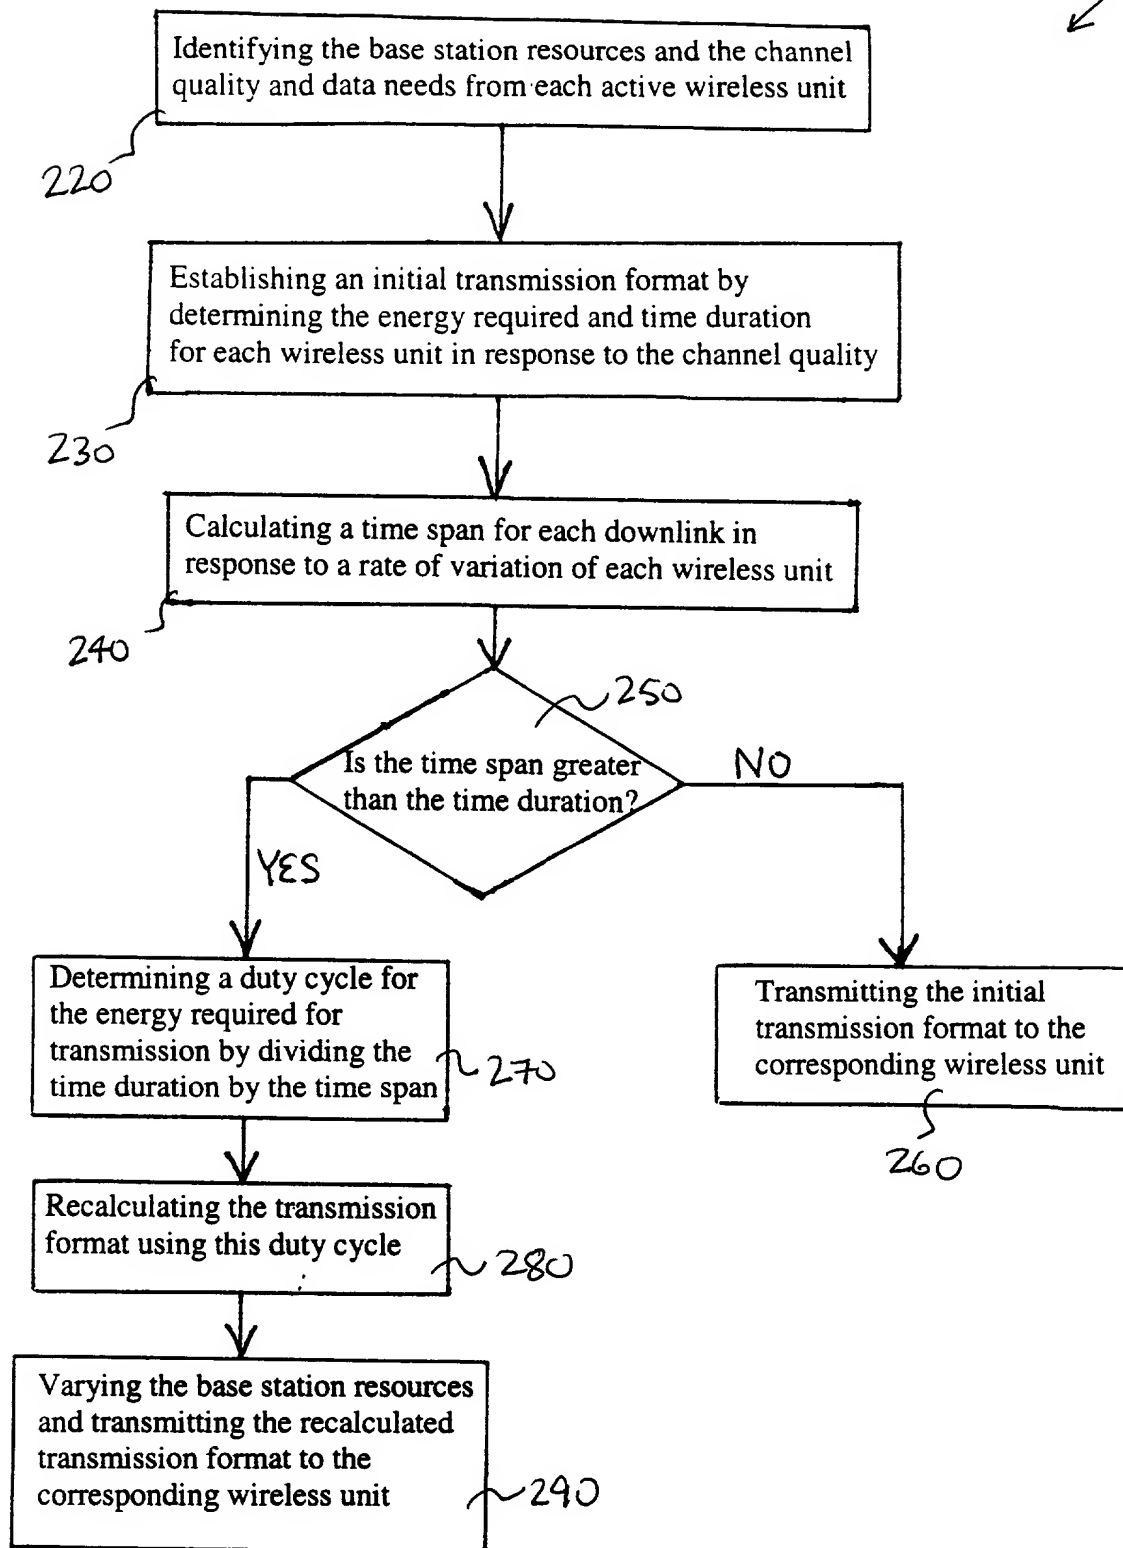 Identifying the base station resources and the channel
quality and data needs from each active wireless unit
220
Establishing an initial transmission format by
determining the energy required and time duration
for each wireless unit in response to the channel quality
230
Calculating a time span for each downlink in
response to a rate of variation of each wireless unit
240
250
Is the time span greater
than the time duration?
NO
YES
Determining a duty cycle for
the energy required for
transmission by dividing the
time duration by the time span
270
Transmitting the initial
transmission format to the
corresponding wireless unit
260
Recalculating the transmission
format using this duty cycle
280
Varying the base station resources
and transmitting the recalculated
transmission format to the
corresponding wireless unit
290